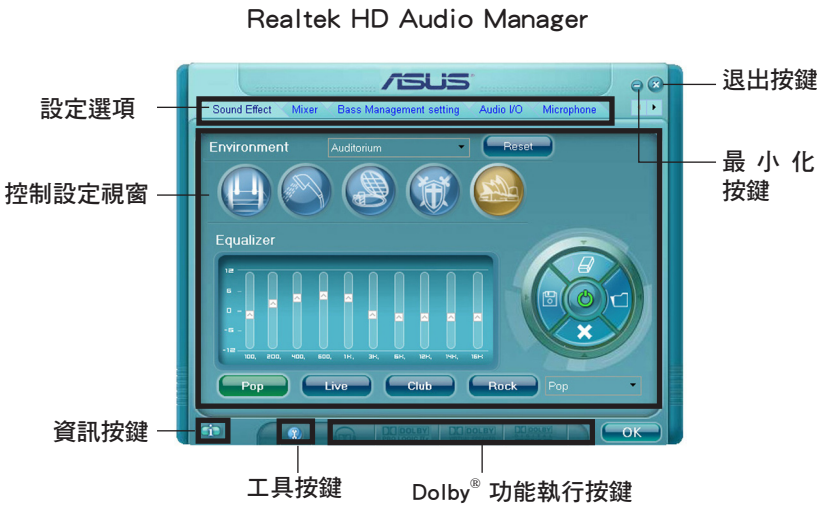 Realtek HD Audio Manager
設定選項
控制設定視窗
資訊按鍵
工具按鍵
Dolby® 功能執行按鍵
退出按鍵
最小化
按鍵
ASUS
Sound Effect Mixer Bass Management setting Audio I/O Microphone
Environment Auditorium Reset
Equalizer
12
6
0
-6
-12
100, 200, 400, 600, 1K, 3K, 6K, 12K, 14K, 16K
Pop Live Club Rock Pop
DOLBY DOLBY DOLBY
OK